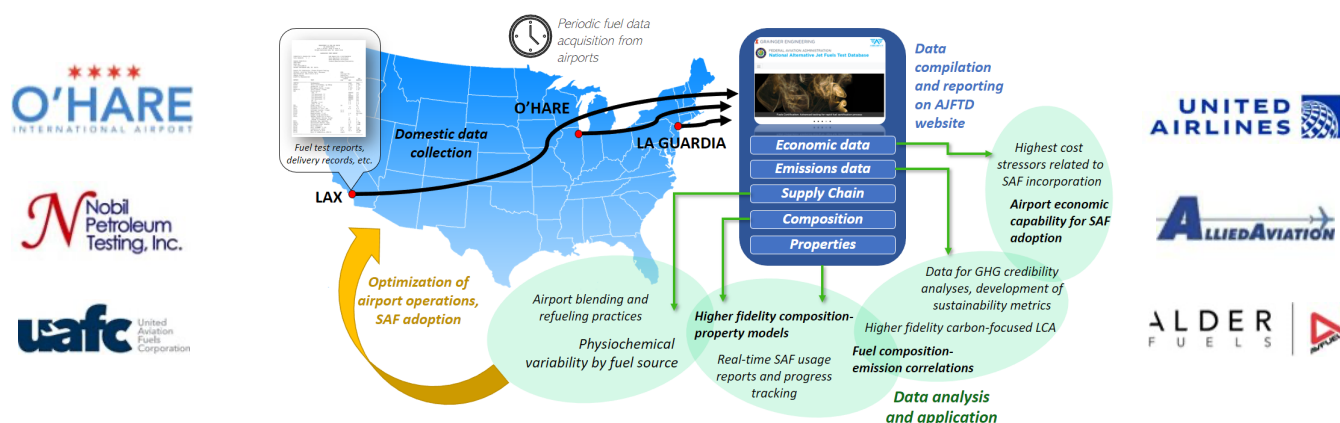 O'HARE
INTERNATIONAL AIRPORT
Nobil
Petroleum
Testing, Inc.
uafc
United
Aviation
Fuels
Corporation
Fuel test reports,
delivery records, etc.
Periodic fuel data
acquisition from
airports
Domestic data
collection
O'HARE
LA GUARDIA
LAX
Optimization of
airport operations,
SAF adoption
GRAINGER ENGINEERING
FEDERAL AVIATION ADMINISTRATION
National Alternative Jet Fuels Test Database
Economic data
Emissions data
Supply Chain
Composition
Properties
Data
compilation
and reporting
on AJFTD
website
Highest cost
stressors related to
SAF incorporation
Airport economic
capability for SAF
adoption
Data for GHG credibility
analyses, development of
sustainability metrics
Higher fidelity carbon-focused LCA
Fuel composition-
emission correlations
Airport blending and
refueling practices
Physiochemical
variability by fuel source
Higher fidelity composition-
property models
Real-time SAF usage
reports and progress
tracking
Data analysis
and application
UNITED
AIRLINES
ALLIED AVIATION
ALDER
FUELS